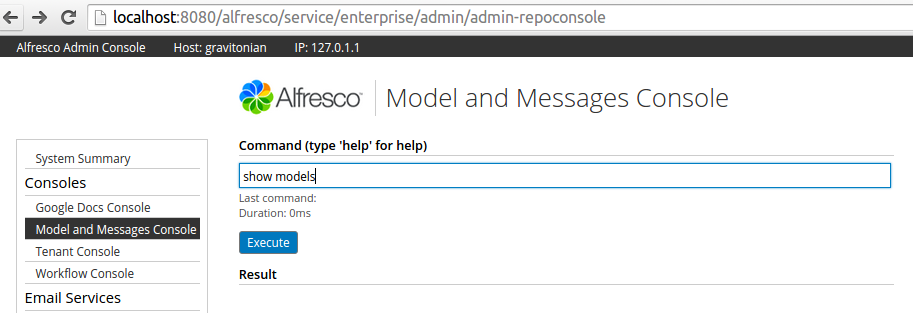 localhost:8080/alfresco/service/enterprise/admin/admin-repoconsole
Alfresco Admin Console Host: gravitonian IP: 127.0.1.1
Alfresco Model and Messages Console
System Summary
Consoles
Google Docs Console
Model and Messages Console
Tenant Console
Workflow Console
Email Services
Command (type 'help' for help)
show models
Last command:
Duration: 0ms
Execute
Result